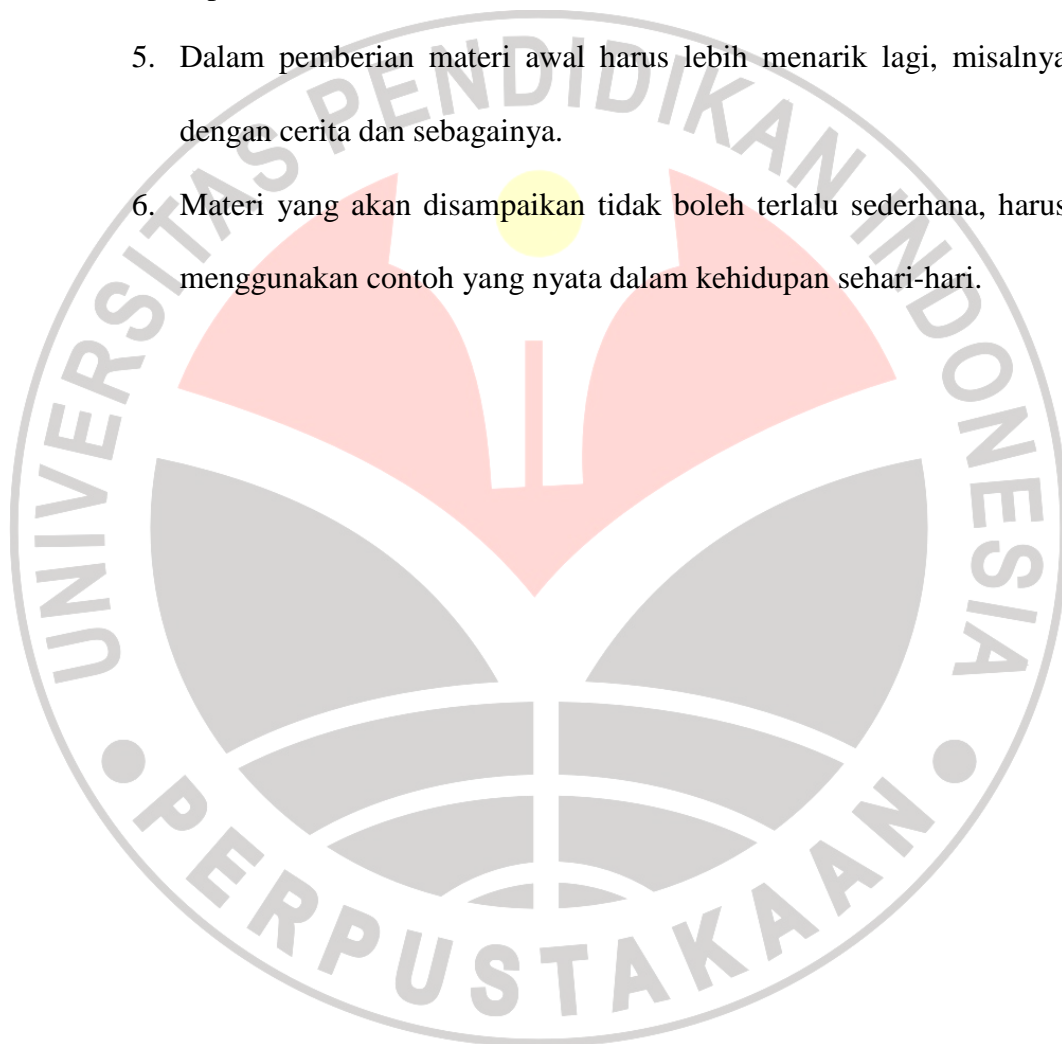 5. Dalam pemberian materi awal harus lebih menarik lagi, misalnya
dengan cerita dan sebagainya.
6. Materi yang akan disampaikan tidak boleh terlalu sederhana, harus
menggunakan contoh yang nyata dalam kehidupan sehari-hari.
UNIVERSITAS PENDIDIKAN INDONESIA
PERPUSTAKAAN